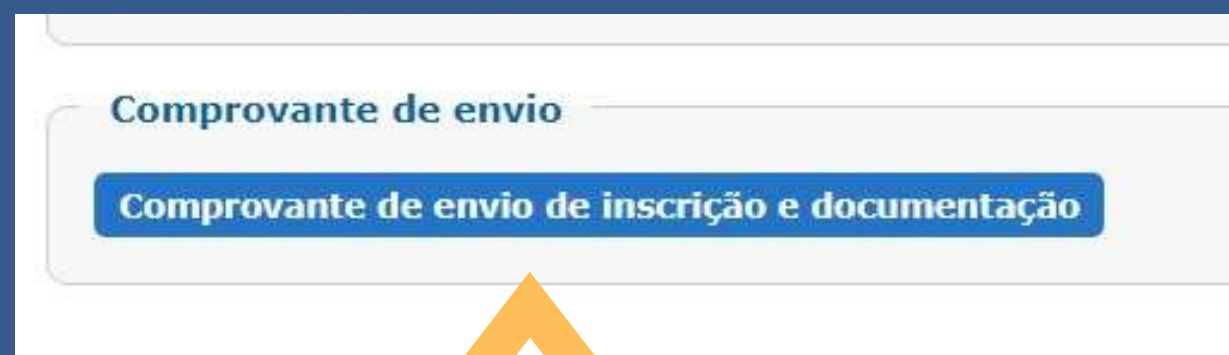 Comprovante de envio
Comprovante de envio de inscrição e documentação